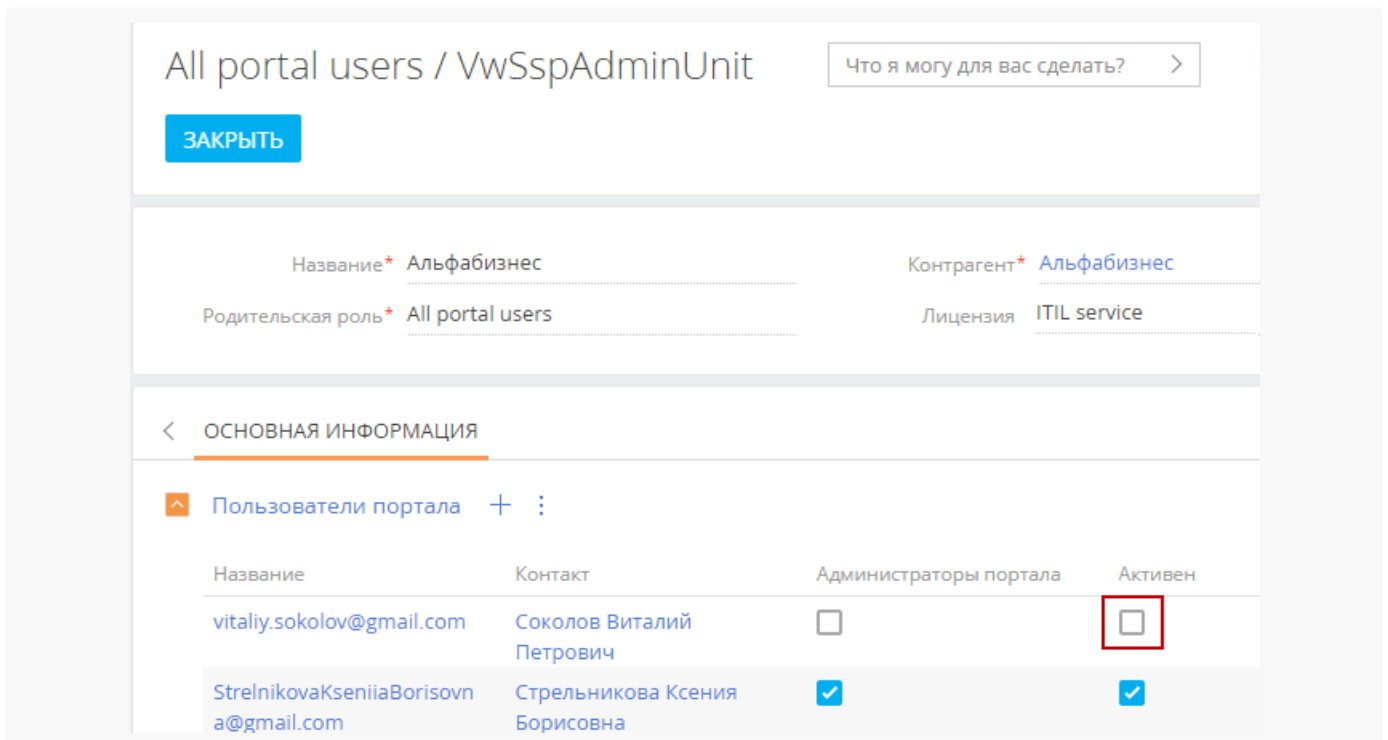 All portal users / VwSspAdminUnit
Что я могу для вас сделать?
ЗАКРЫТЬ
Название* Альфабизнес
Контрагент* Альфабизнес
Родительская роль* All portal users
Лицензия ITIL service
ОСНОВНАЯ ИНФОРМАЦИЯ
Пользователи портала
Название Контакт Администраторы портала Активен
vitaliy.sokolov@gmail.com Соколов Виталий
Петрович
StrelnikovaKseniiaBorisovn Стрельникова Ксения
a@gmail.com Борисовна